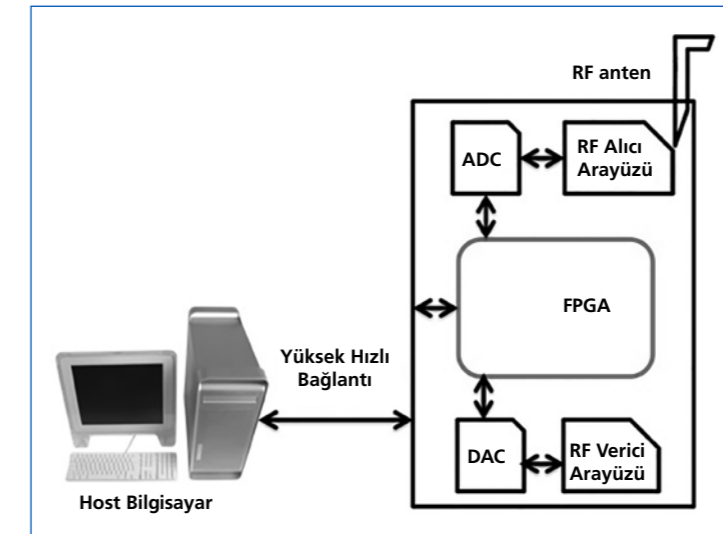 RF anten
ADC
RF Alıcı
Arayüzü
FPGA
Yüksek Hızlı
Bağlantı
DAC
RF Verici
Arayüzü
Host Bilgisayar